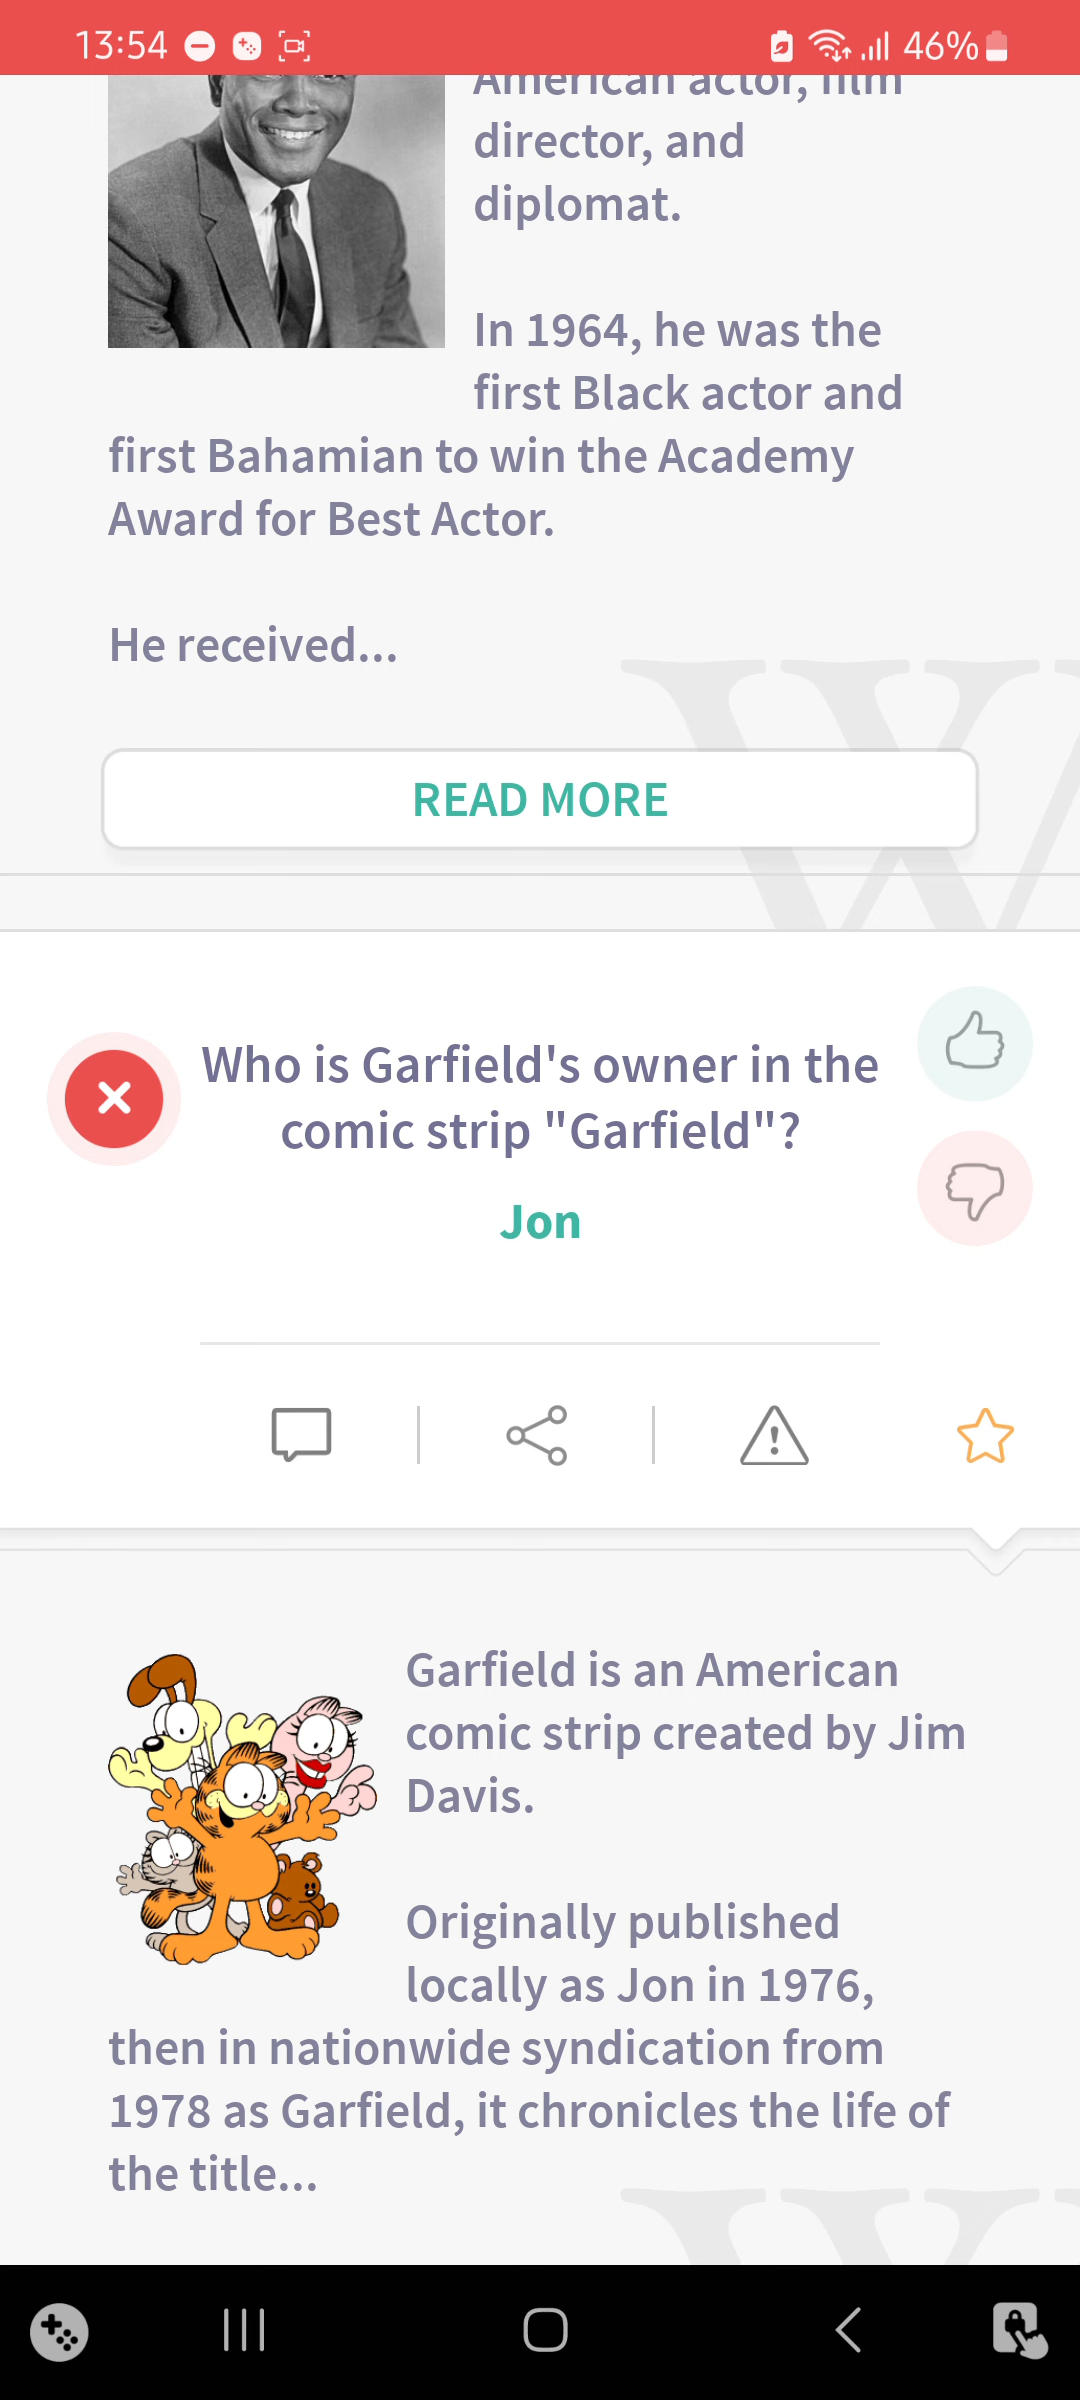 13:54
46%
American actor, film
director, and
diplomat.
In 1964, he was the
first Black actor and
first Bahamian to win the Academy
Award for Best Actor.
He received...
READ MORE
Who is Garfield's owner in the
comic strip "Garfield"?
Jon
Garfield is an American
comic strip created by Jim
Davis.
Originally published
locally as Jon in 1976,
then in nationwide syndication from
1978 as Garfield, it chronicles the life of
the title...